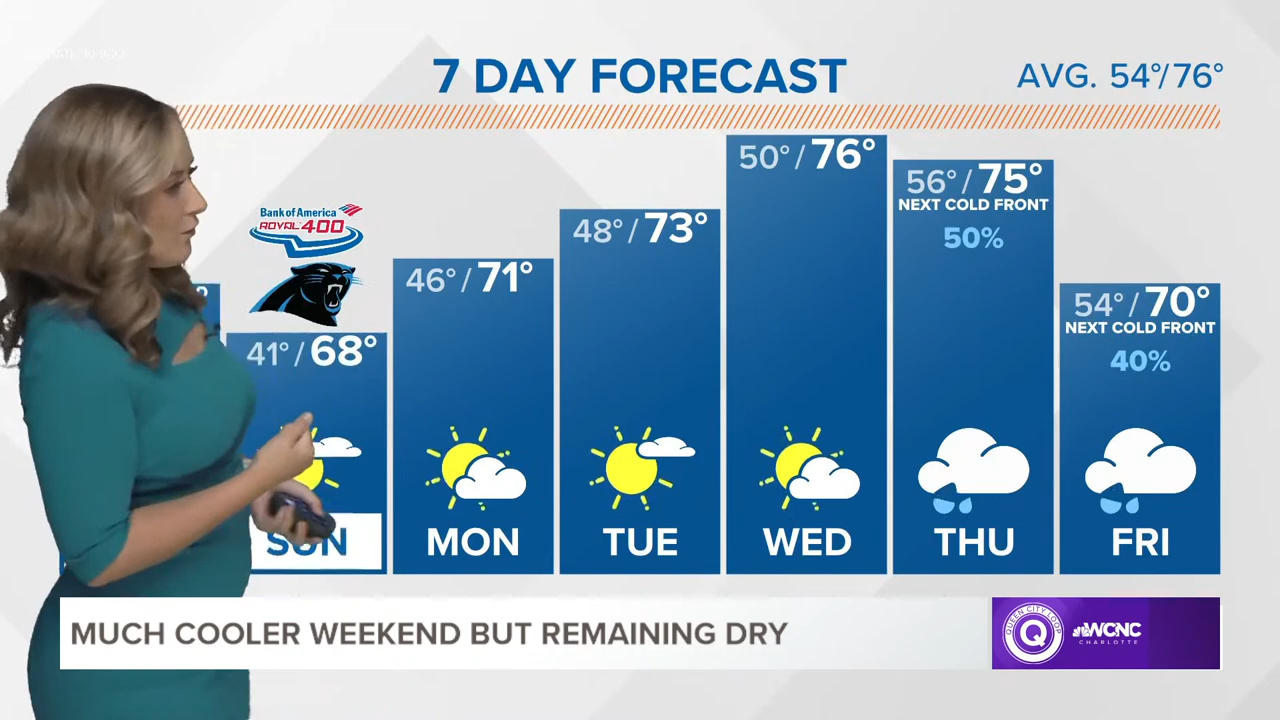 7 DAY FORECAST
AVG. 54°/76°
Bank of America
ROVAL 400
41°/68°
SUN
46°/71°
MON
48°/73°
TUE
50°/76°
WED
56°/75°
NEXT COLD FRONT
50%
THU
54°/70°
NEXT COLD FRONT
40%
FRI
MUCH COOLER WEEKEND BUT REMAINING DRY
QUEEN CITY LOOP
Q
WCNC
CHARLOTTE